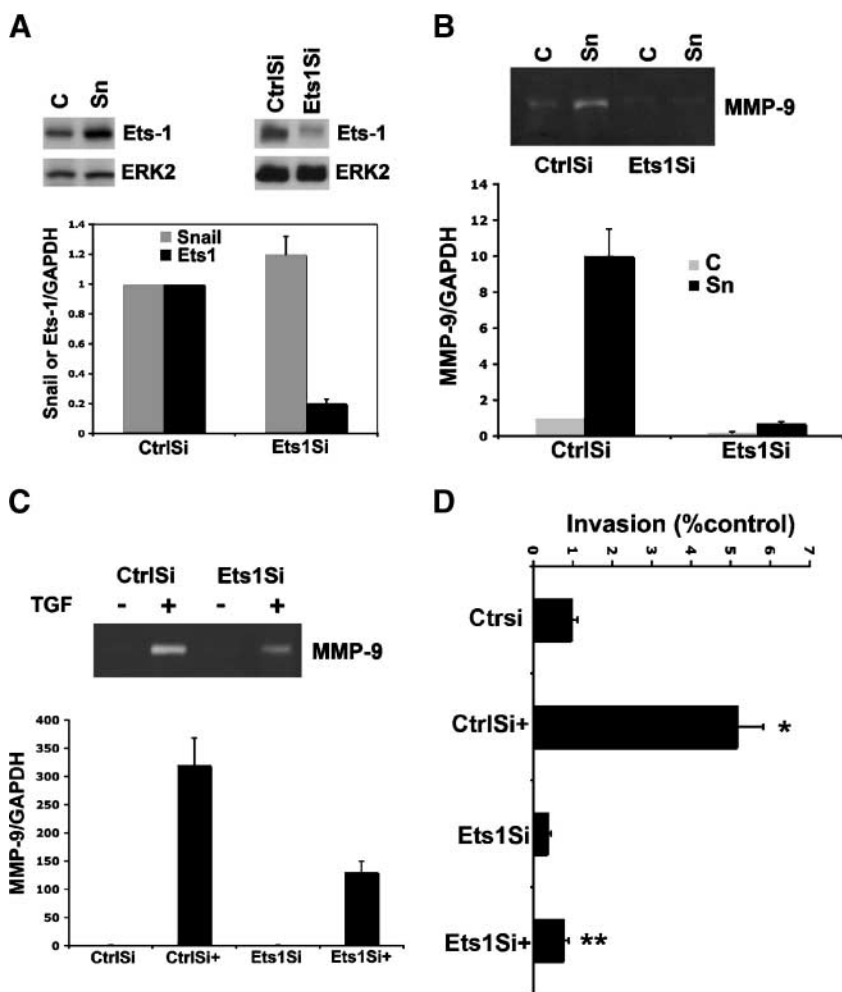 A
C Sn
Ets-1
ERK2
CtrlSi Ets1Si
Ets-1
ERK2
Snail or Ets-1/GAPDH
1.4
1.2
1
0.8
0.6
0.4
0.2
0
Snail
Ets1
CtrlSi Ets1Si
B
C Sn C Sn
MMP-9
CtrlSi Ets1Si
MMP-9/GAPDH
14
12
10
8
6
4
2
0
C
Sn
CtrlSi Ets1Si
C
CtrlSi Ets1Si
TGF - + - +
MMP-9
MMP-9/GAPDH
400
350
300
250
200
150
100
50
0
CtrlSi CtrlSi+ Ets1Si Ets1Si+
D
Invasion (%control)
0 1 2 3 4 5 6 7
Ctrsi
CtrlSi+ *
Ets1Si
Ets1Si+ **